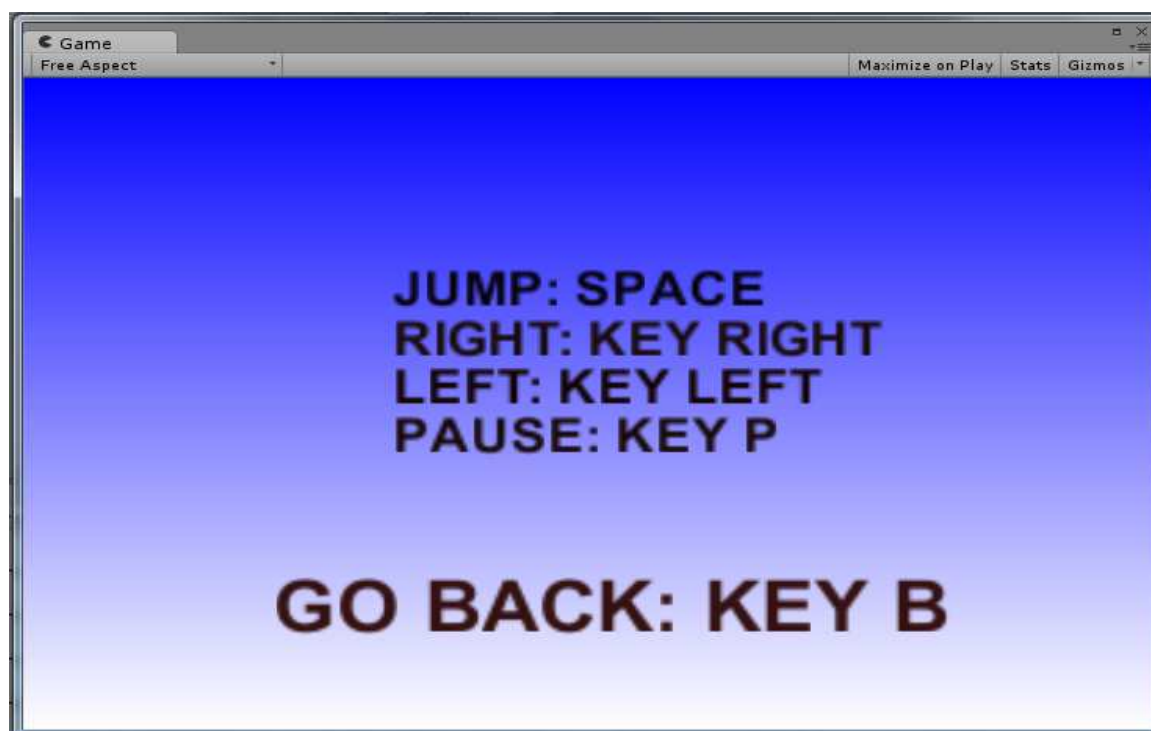 Game
Free Aspect Maximize on Play Stats Gizmos
JUMP: SPACE
RIGHT: KEY RIGHT
LEFT: KEY LEFT
PAUSE: KEY P
GO BACK: KEY B